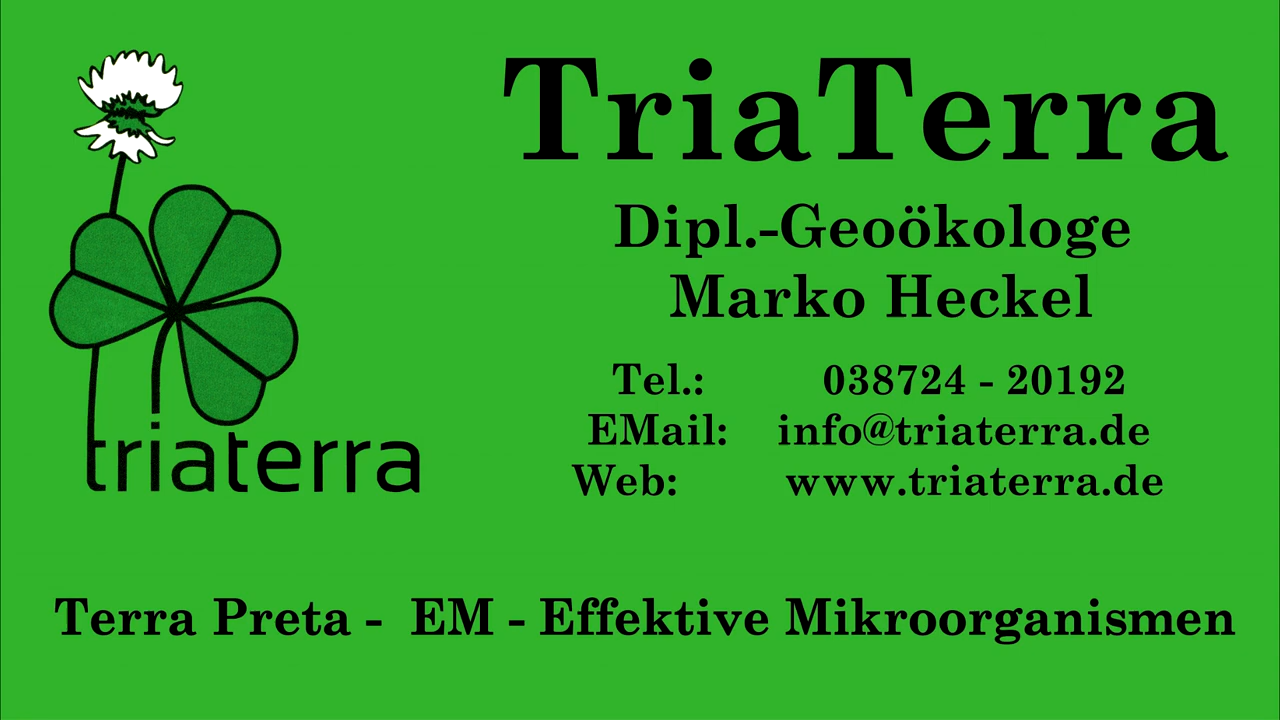 TriaTerra
Dipl.-Geoökologe
Marko Heckel
Tel.: 038724 - 20192
EMail: info@triaterra.de
Web: www.triaterra.de
triaterra
Terra Preta - EM - Effektive Mikroorganismen